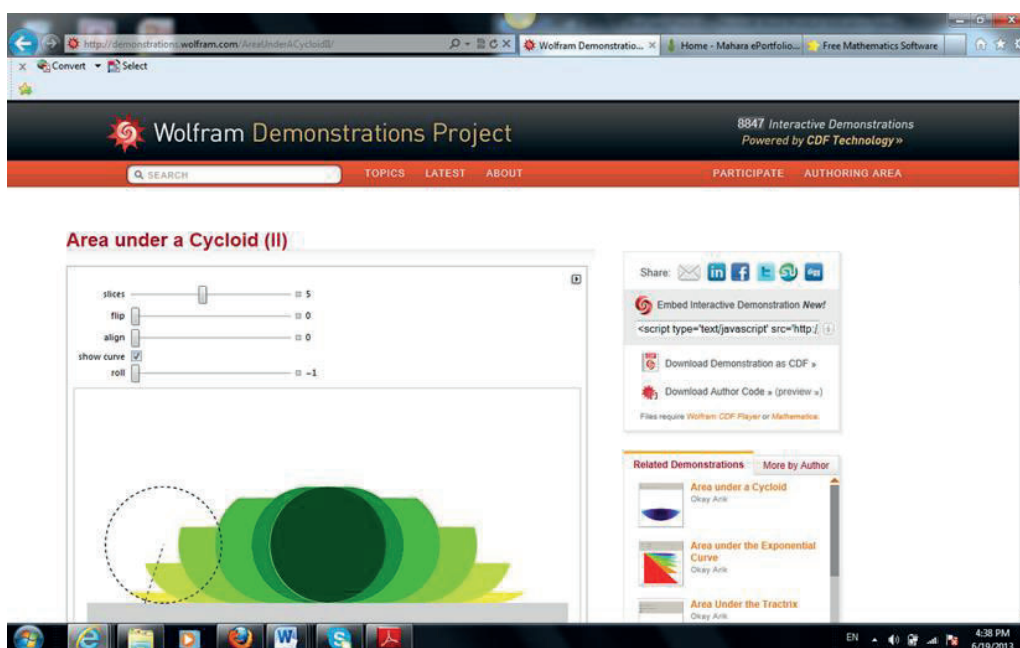 http://demonstrations.wolfram.com/AreaUnderACycloidII/
Wolfram Demonstratio...
Home - Mahara ePortfolio...
Free Mathematics Software
x Convert Select
Wolfram Demonstrations Project
8847 Interactive Demonstrations
Powered by CDF Technology »
SEARCH
TOPICS LATEST ABOUT
PARTICIPATE AUTHORING AREA
Area under a Cycloid (II)
slices 5
flip 0
align 0
show curve
roll -1
Share:
Embed Interactive Demonstration New!
<script type='text/javascript' src='http:/
Download Demonstration as CDF »
Download Author Code » (preview »)
Files require Wolfram CDF Player or Mathematica.
Related Demonstrations More by Author
Area under a Cycloid
Okay Arik
Area under the Exponential
Curve
Okay Arik
Area Under the Tractrix
Okay Arik
EN
4:38 PM
6/19/2013